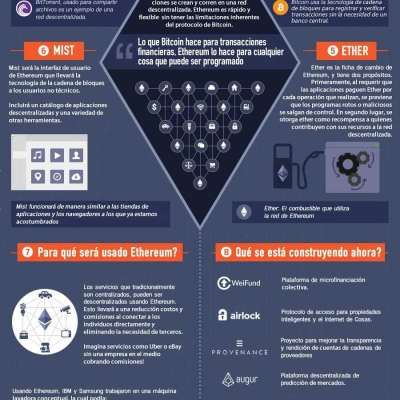 BitTorrent, usado para compartir
archivos es un ejemplo de una
red descentralizada.
ciones se crean y corren en una red
descentralizada. Ethereum es rápido y
flexible sin tener las limitaciones inherentes
del protocolo de Bitcoin.
Bitcoin usa la tecnología de cadena
de bloques para registrar y verificar
transacciones sin la necesidad de un
banco central.
6 MIST
Mist será la interfaz de usuario
de Ethereum que llevará la
tecnología de la cadena de bloques
a los usuarios no técnicos.
Incluirá un catálogo de aplicaciones
descentralizadas y una variedad de
otras herramientas.
Mist funcionará de manera similar a las tiendas de
aplicaciones y los navegadores a los que ya estamos
acostumbrados
Lo que Bitcoin hace para transacciones
financieras, Ethereum lo hace para cualquier
cosa que puede ser programado
5 ETHER
Ether es la ficha de cambio
de Ethereum, y tiene dos propósitos.
Primeramente, al requerir que
las aplicaciones paguen Ether por
cada operación que realizan, se previene
que los programas rotos o maliciosos
se salgan de control. En segundo lugar, se
otorga ether como recompensa a quienes
contribuyen con sus recursos a la red
descentralizada.
Ether: El combustible que utiliza
la red de Ethereum
7 Para qué será usado Ethereum?
Los servicios que tradicionalmente
son centralizados, pueden ser
descentralizados usando Ethereum.
Esto llevará a una reducción costos y
comisiones al conectar a los
individuos directamente y
eliminando la necesidad de terceros.
Imagina servicios como Uber o eBay
sin una empresa en el medio
cobrando comisiones!
Usando Ethereum, IBM y Samsung trabajaron en una máquina
lavadora conceptual, la cual podía:
8 Qué se está construyendo ahora?
WeiFund
Plataforma de microfinanciación
colectiva.
airlock
Protocolo de acceso para propiedades
inteligentes y el Internet de Cosas.
PROVENANCE
Proyecto para mejorar la transparencia
y rendición de cuentas de cadenas de
proveedores
augur
Plataforma descentralizada de
predicción de mercados.